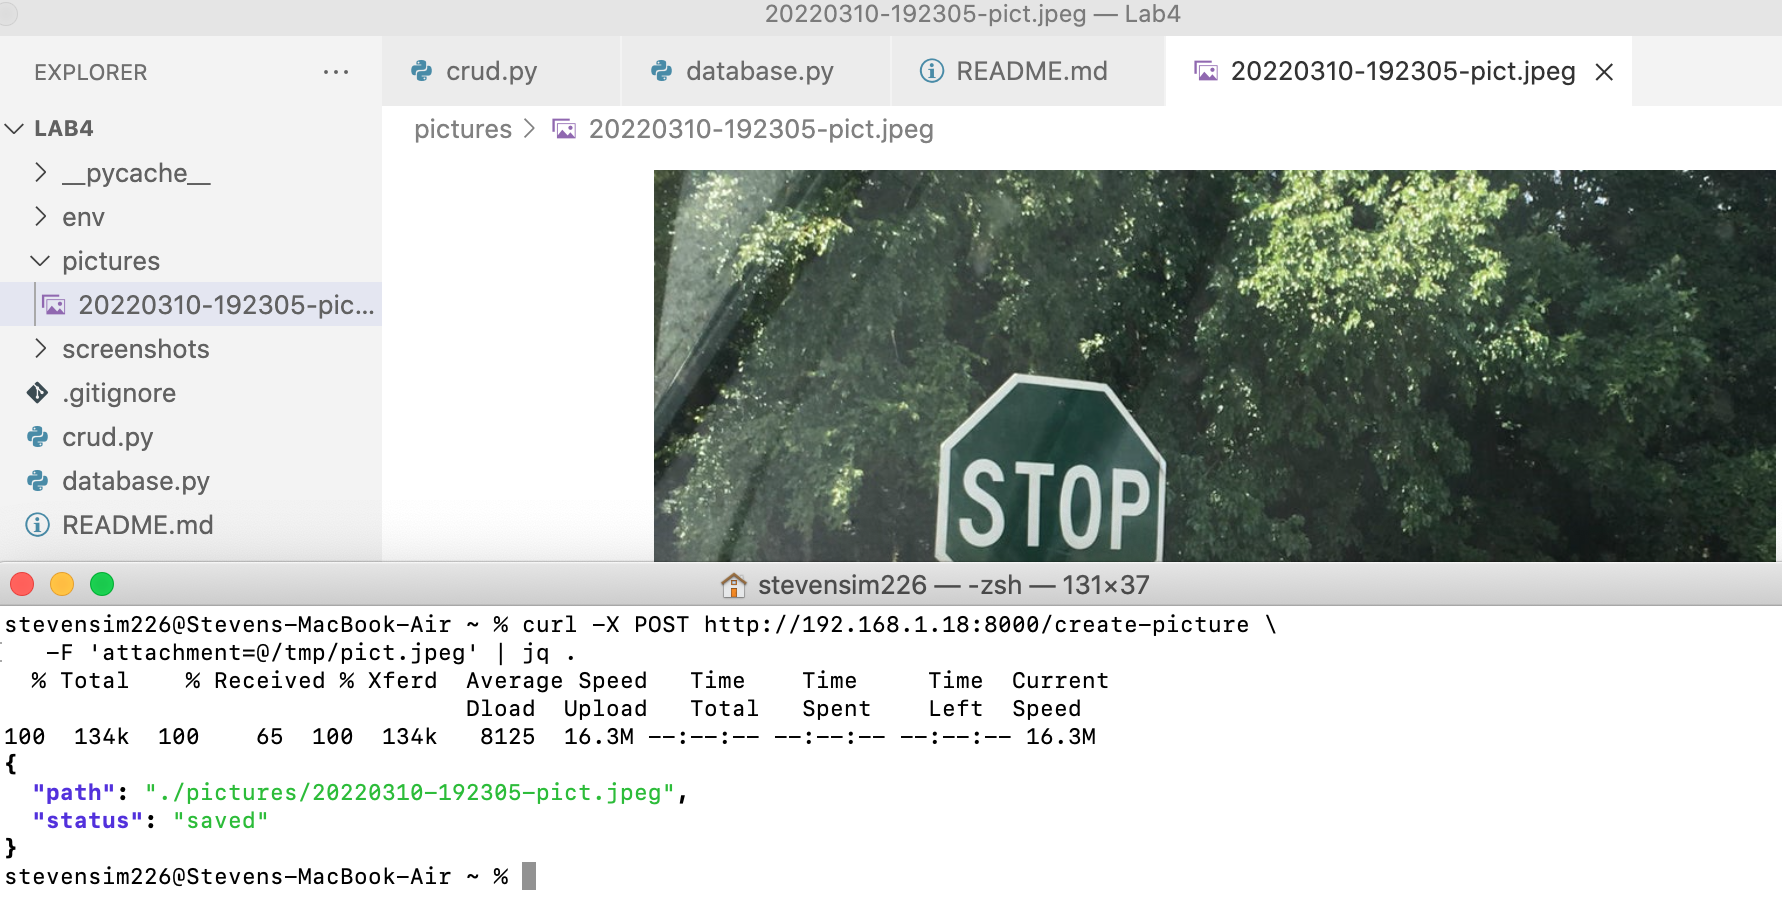 20220310-192305-pict.jpeg — Lab4
EXPLORER ···
crud.py
database.py
README.md
20220310-192305-pict.jpeg
LAB4
pictures > 20220310-192305-pict.jpeg
__pycache__
env
pictures
20220310-192305-pic...
screenshots
.gitignore
crud.py
database.py
README.md
STOP
stevensim226 — -zsh — 131×37
stevensim226@Stevens-MacBook-Air ~ % curl -X POST http://192.168.1.18:8000/create-picture \
   -F 'attachment=@/tmp/pict.jpeg' | jq .
  % Total    % Received % Xferd  Average Speed   Time    Time     Time  Current
                                 Dload  Upload   Total   Spent    Left  Speed
100  134k  100    65  100  134k   8125  16.3M --:--:-- --:--:-- --:--:-- 16.3M
{
  "path": "./pictures/20220310-192305-pict.jpeg",
  "status": "saved"
}
stevensim226@Stevens-MacBook-Air ~ %